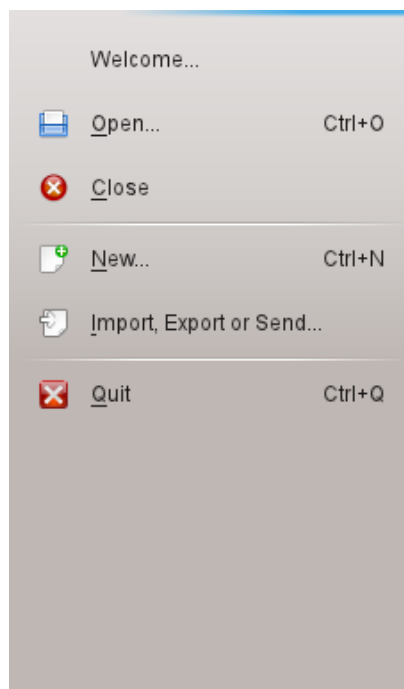 Welcome...
Open... Ctrl+O
Close
New... Ctrl+N
Import, Export or Send...
Quit Ctrl+Q